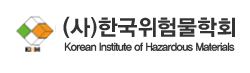 (사)한국위험물학회
Korean Institute of Hazardous Materials